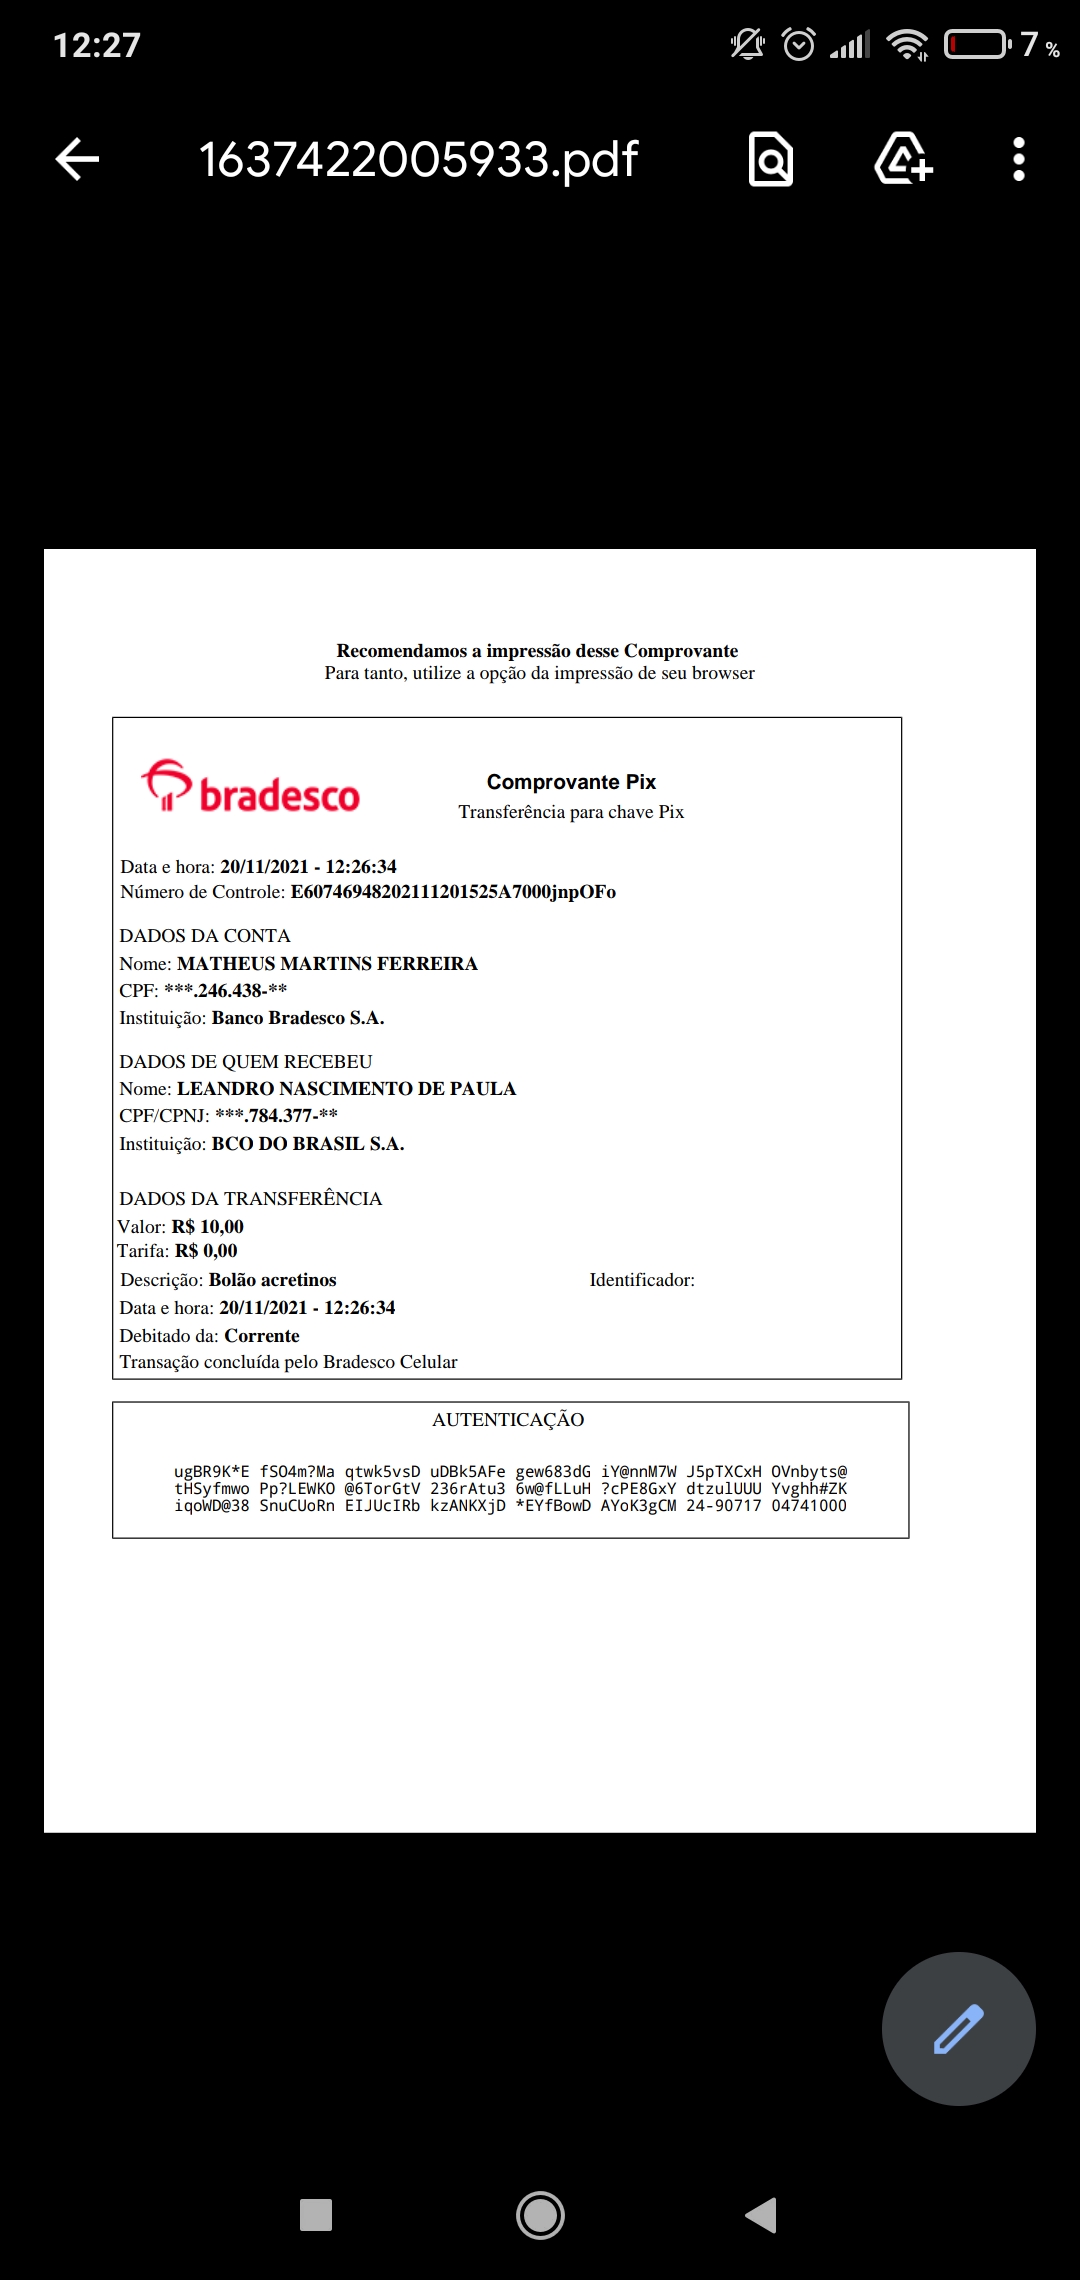 12:27
7 %
1637422005933.pdf
Recomendamos a impressão desse Comprovante
Para tanto, utilize a opção da impressão de seu browser
bradesco
Comprovante Pix
Transferência para chave Pix
Data e hora: 20/11/2021 - 12:26:34
Número de Controle: E60746948202111201525A7000jnpOFo
DADOS DA CONTA
Nome: MATHEUS MARTINS FERREIRA
CPF: ***.246.438-**
Instituição: Banco Bradesco S.A.
DADOS DE QUEM RECEBEU
Nome: LEANDRO NASCIMENTO DE PAULA
CPF/CPNJ: ***.784.377-**
Instituição: BCO DO BRASIL S.A.
DADOS DA TRANSFERÊNCIA
Valor: R$ 10,00
Tarifa: R$ 0,00
Descrição: Bolão acretinos Identificador:
Data e hora: 20/11/2021 - 12:26:34
Debitado da: Corrente
Transação concluída pelo Bradesco Celular
AUTENTICAÇÃO
ugBR9K*E fSO4m?Ma qtwk5vsD uDBk5AFe gew683dG iY@nnM7W J5pTXCxH OVnbyts@
tHSyfmwo Pp?LEWKO @6TorGtV 236rAtu3 6w@fLLuH ?cPE8GxY dtzulUUU Yvghh#ZK
iqoWD@38 SnuCUoRn EIJUcIRb kzANKXjD *EYfBowD AYoK3gCM 24-90717 04741000